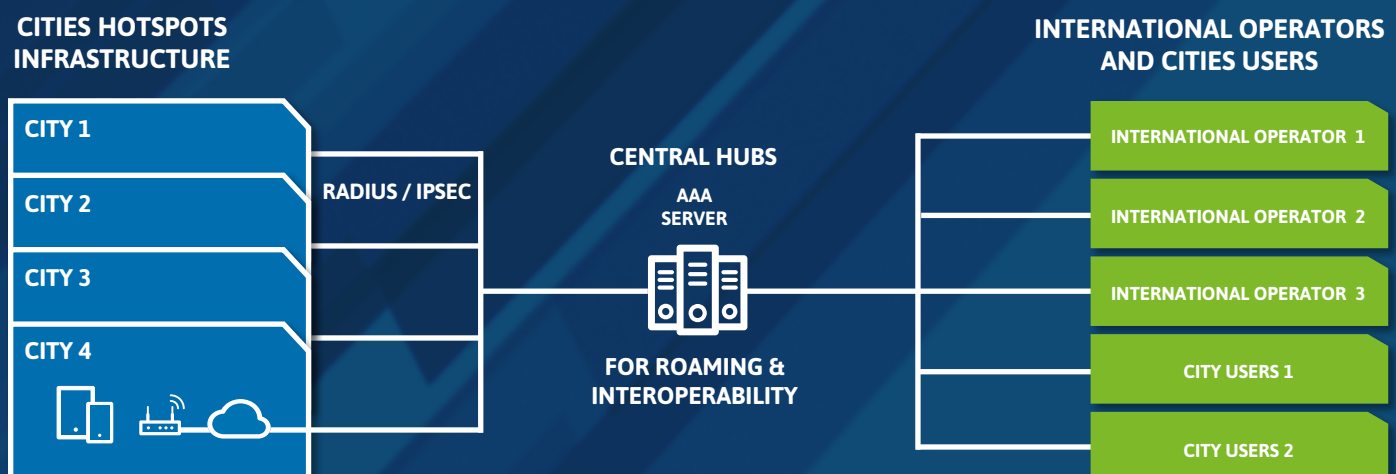 CITIES HOTSPOTS
INFRASTRUCTURE
CITY 1
CITY 2
CITY 3
CITY 4
RADIUS / IPSEC
CENTRAL HUBS
AAA
SERVER
FOR ROAMING &
INTEROPERABILITY
INTERNATIONAL OPERATORS
AND CITIES USERS
INTERNATIONAL OPERATOR 1
INTERNATIONAL OPERATOR 2
INTERNATIONAL OPERATOR 3
CITY USERS 1
CITY USERS 2